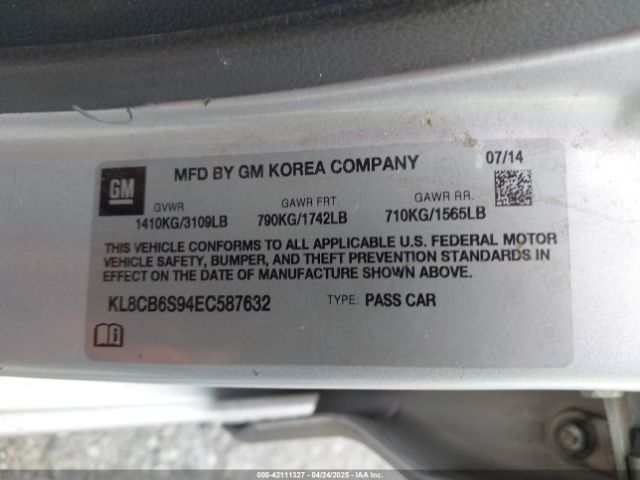 MFD BY GM KOREA COMPANY 07/14
GM
GVWR GAWR FRT. GAWR RR.
1410KG/3109LB 790KG/1742LB 710KG/1565LB
THIS VEHICLE CONFORMS TO ALL APPLICABLE U.S. FEDERAL MOTOR
VEHICLE SAFETY, BUMPER, AND THEFT PREVENTION STANDARDS IN
EFFECT ON THE DATE OF MANUFACTURE SHOWN ABOVE.
KL8CB6S94EC587632 TYPE: PASS CAR
000-42111327 - 04/24/2025 - IAA Inc.